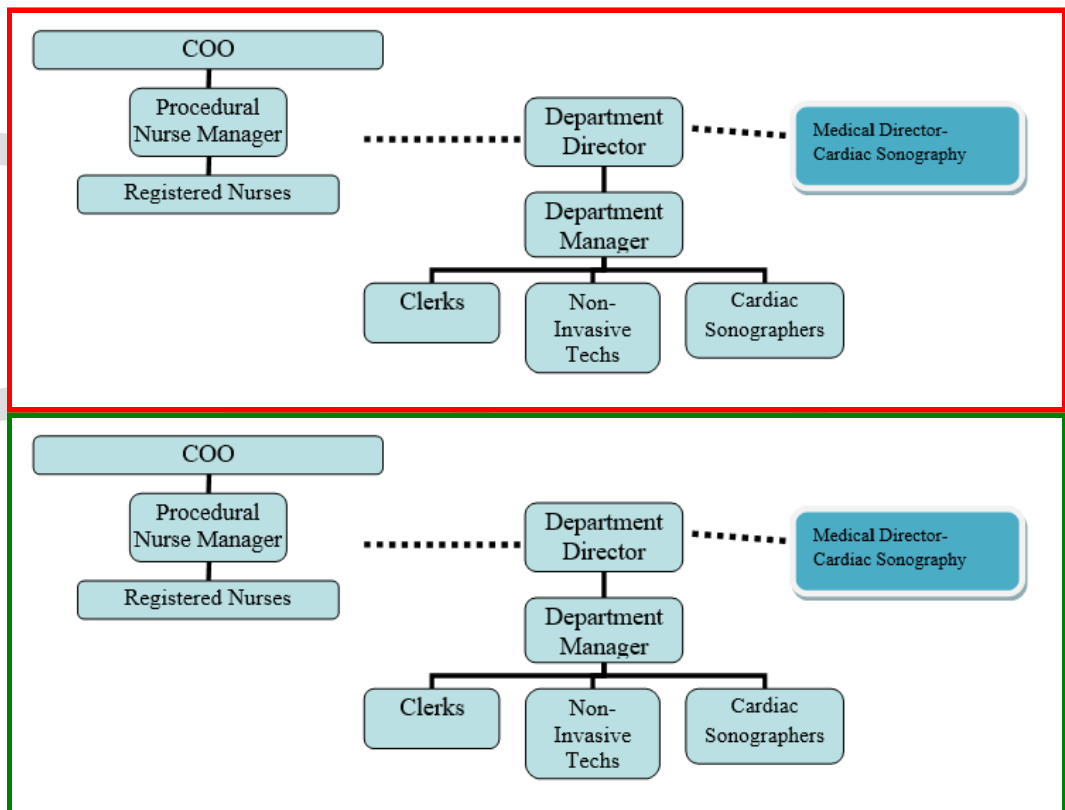 COO
Procedural
Nurse Manager
Registered Nurses
Department
Director
Medical Director-
Cardiac Sonography
Department
Manager
Clerks
Non-
Invasive
Techs
Cardiac
Sonographers
COO
Procedural
Nurse Manager
Registered Nurses
Department
Director
Medical Director-
Cardiac Sonography
Department
Manager
Clerks
Non-
Invasive
Techs
Cardiac
Sonographers